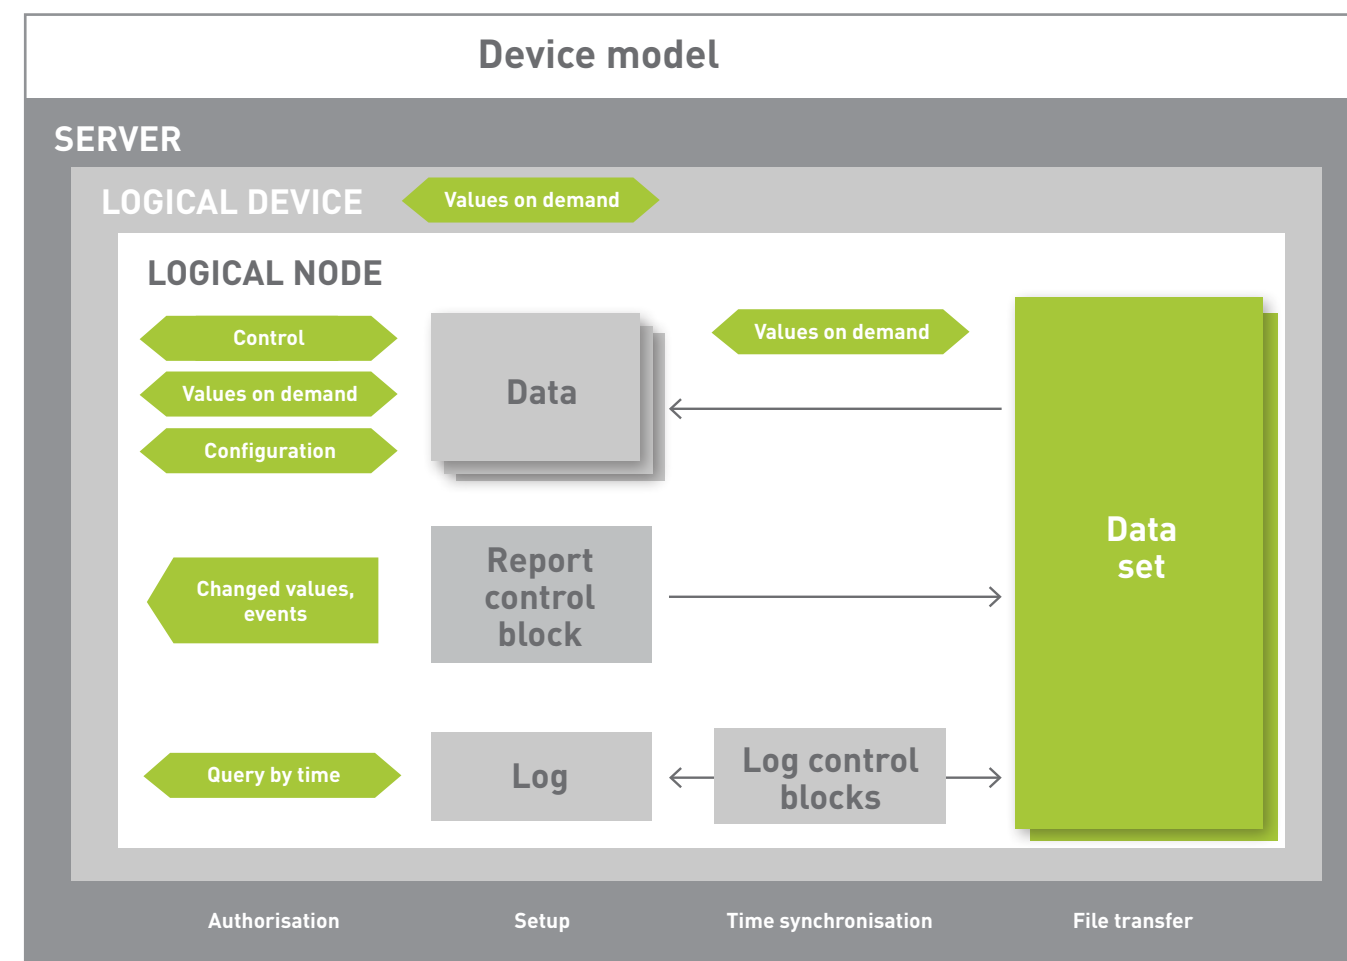 Device model
SERVER
LOGICAL DEVICE
Values on demand
LOGICAL NODE
Control
Values on demand
Configuration
Data
Values on demand
Data
set
Changed values,
events
Report
control
block
Query by time
Log
Log control
blocks
Authorisation
Setup
Time synchronisation
File transfer